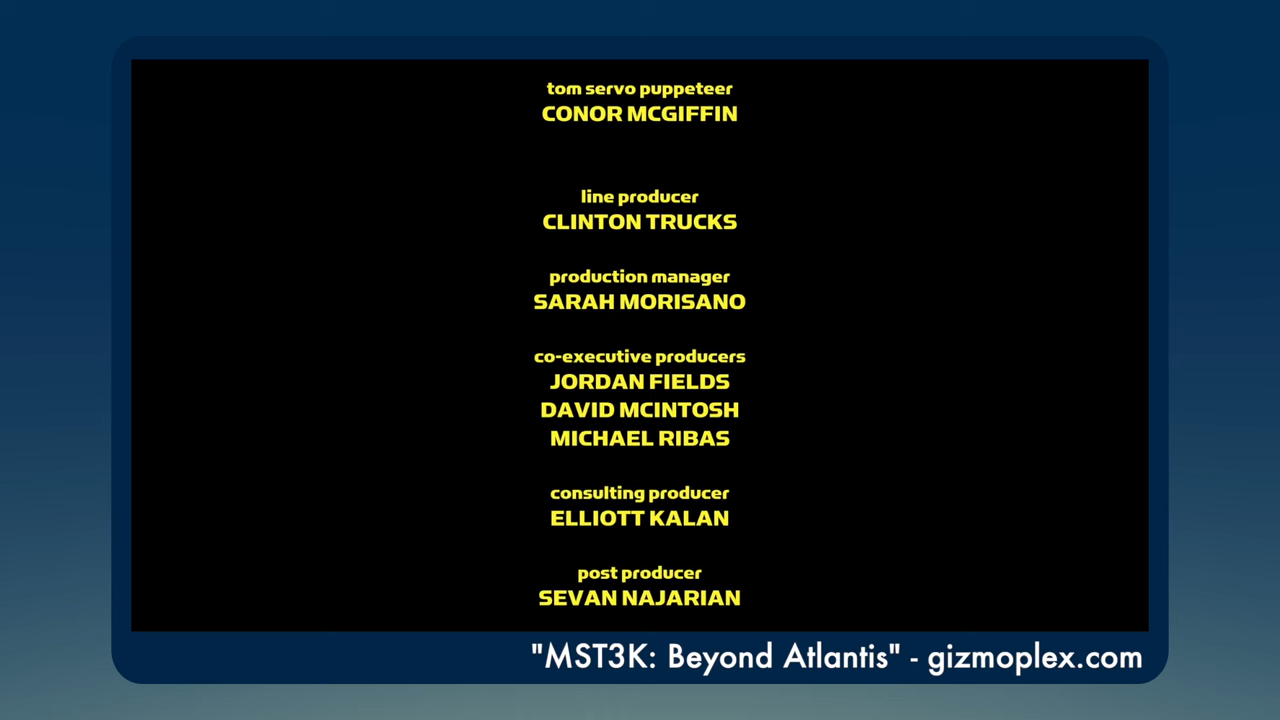 tom servo puppeteer
CONOR MCGIFFIN
line producer
CLINTON TRUCKS
production manager
SARAH MORISANO
co-executive producers
JORDAN FIELDS
DAVID MCINTOSH
MICHAEL RIBAS
consulting producer
ELLIOTT KALAN
post producer
SEVAN NAJARIAN
"MST3K: Beyond Atlantis" - gizmoplex.com